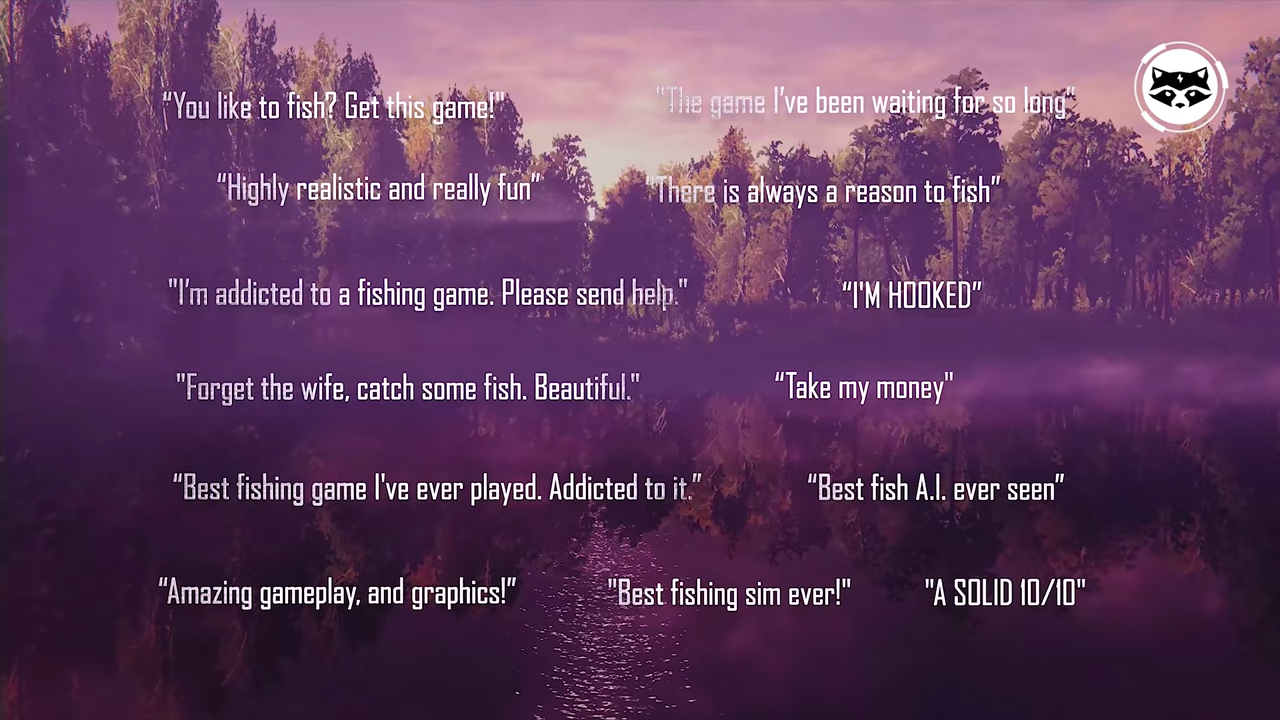 “You like to fish? Get this game!"
"The game I’ve been waiting for so long”
“Highly realistic and really fun”
“There is always a reason to fish”
"I’m addicted to a fishing game. Please send help."
“I'M HOOKED”
"Forget the wife, catch some fish. Beautiful."
“Take my money"
“Best fishing game I've ever played. Addicted to it.”
“Best fish A.I. ever seen”
“Amazing gameplay, and graphics!”
"Best fishing sim ever!"
"A SOLID 10/10"